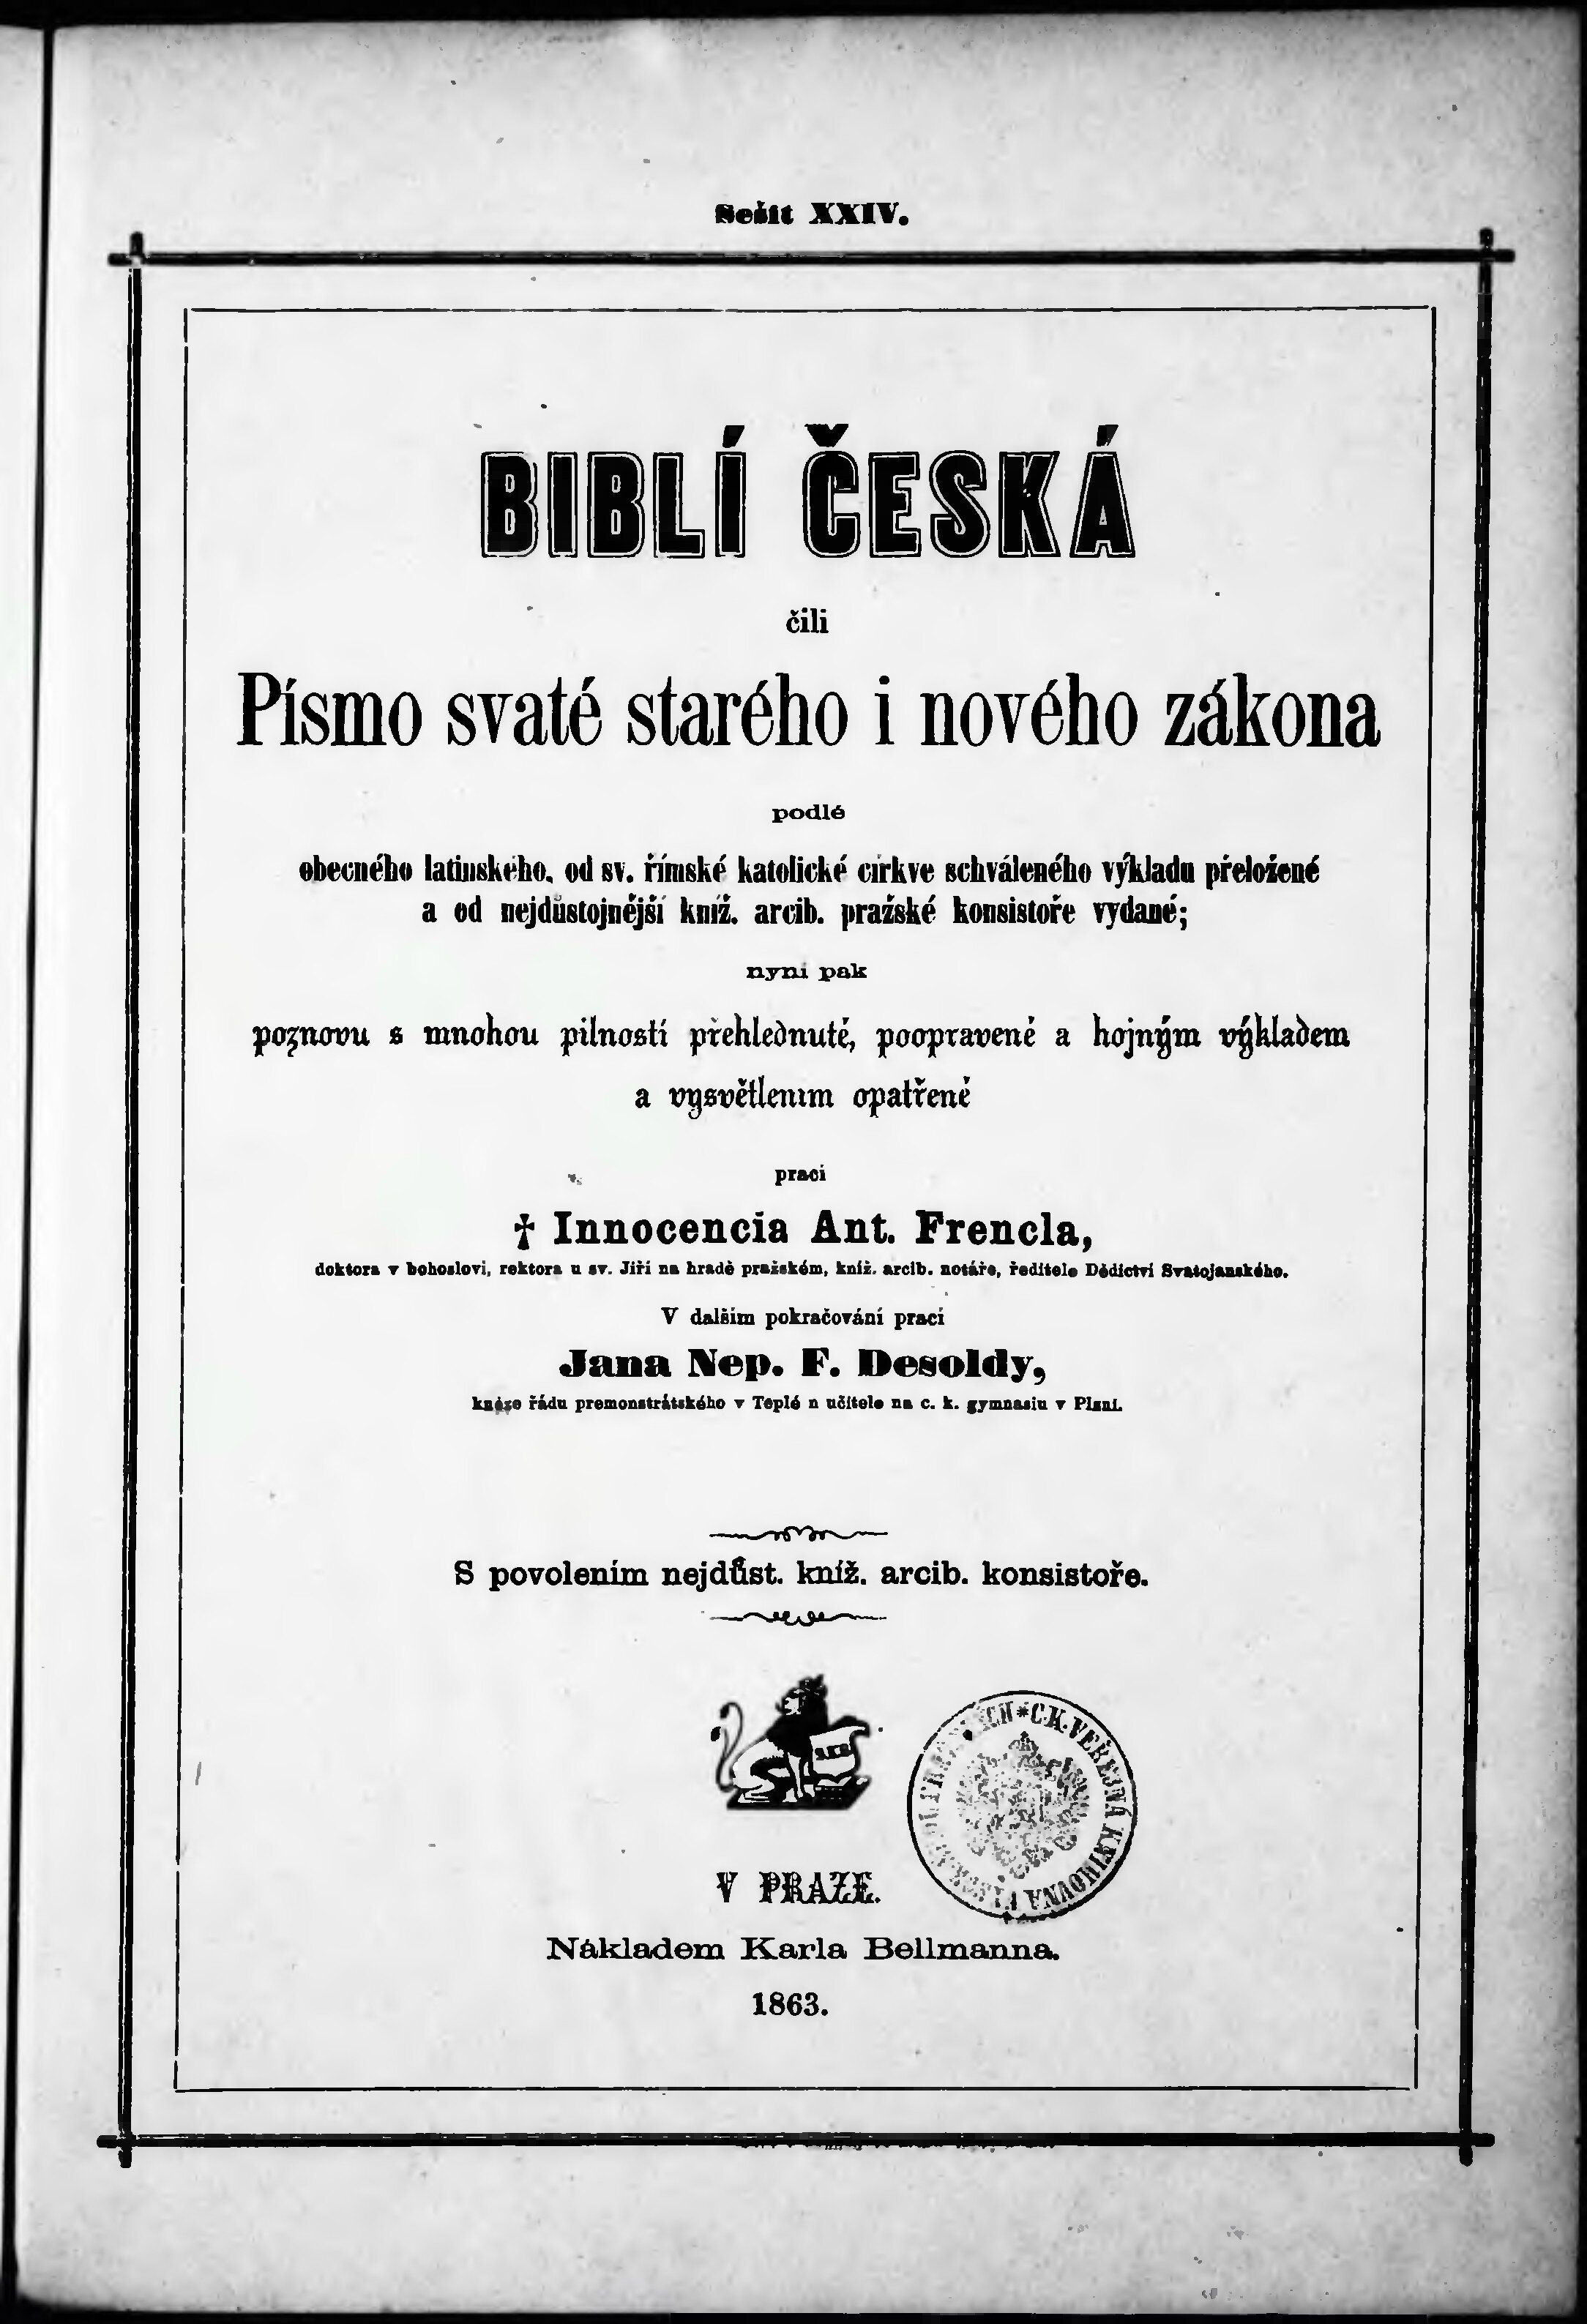 Sešit XXIV.
BIBLÍ ČESKÁ
čili
Písmo svaté starého i nového zákona
podlé
obecného latinského, od sv. římské katolické církve schváleného výkladu přeložené
a od nejdůstojnější kníž. arcib. pražské konsistoře vydané;
nyní pak
poznovu s mnohou pilností přehlednuté, poopravené a hojným výkladem
a vysvětlením opatřené
prací
† Innocencia Ant. Frencla,
doktora v bohosloví, rektora u sv. Jiří na hradě pražském, kníž. arcib. notáře, ředitele Dědictví Svatojanského.
V dalším pokračování prací
Jana Nep. F. Desoldy,
kněze řádu premonstrátského v Teplé n učitele na c. k. gymnasiu v Plzni.
S povolením nejdůst. kníž. arcib. konsistoře.
V PRAZE.
C. K. VEŘEJNÁ KNIHOVNA
Nákladem Karla Bellmanna.
1863.